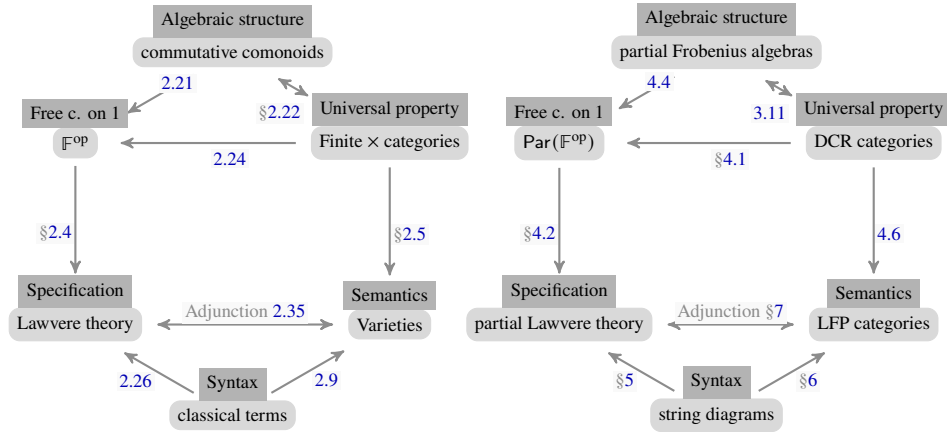 Algebraic structure
commutative comonoids
2.21
§2.22
Free c. on 1
𝔽op
Universal property
Finite × categories
2.24
§2.4
§2.5
Specification
Lawvere theory
Adjunction 2.35
Semantics
Varieties
2.26
Syntax
classical terms
2.9
Algebraic structure
partial Frobenius algebras
4.4
3.11
Free c. on 1
Par(𝔽op)
Universal property
DCR categories
§4.1
§4.2
4.6
Specification
partial Lawvere theory
Adjunction §7
Semantics
LFP categories
§5
Syntax
string diagrams
§6